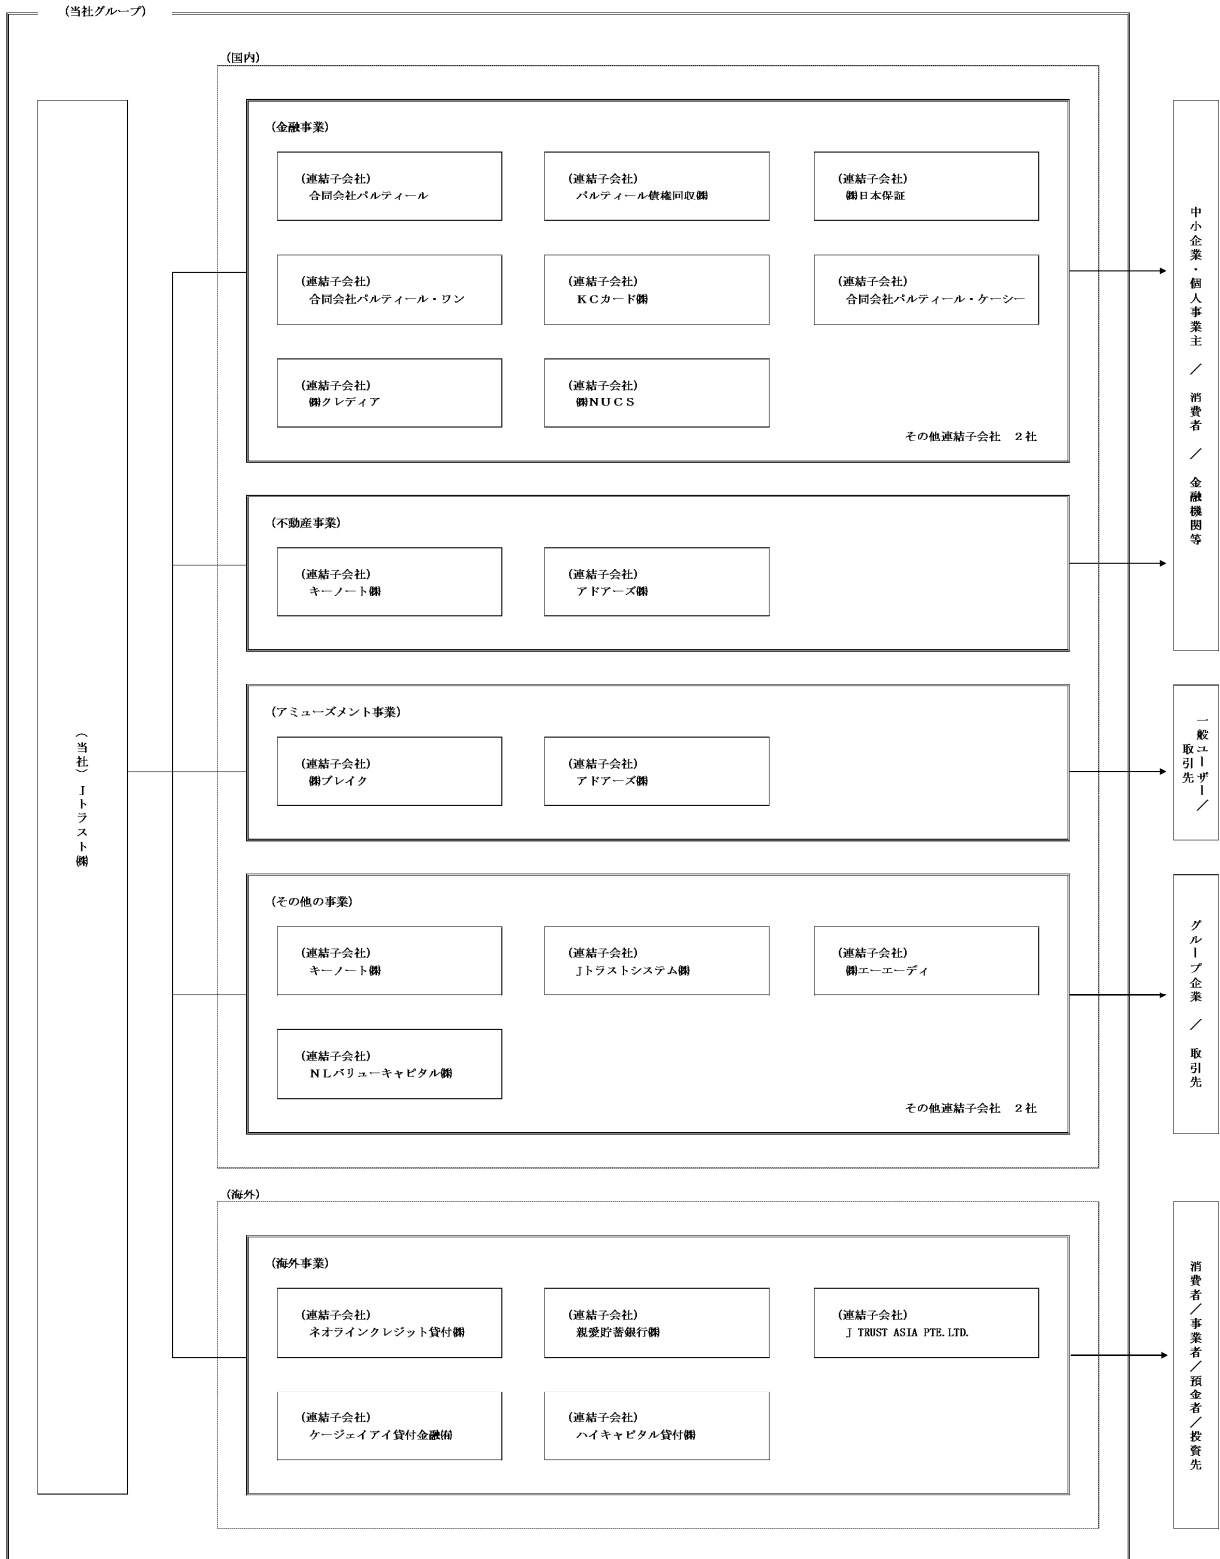 (当社グループ)
(国内)
(当社)Jトラスト㈱
(金融事業)
(連結子会社)
合同会社パルティール
(連結子会社)
パルティール債権回収㈱
(連結子会社)
㈱日本保証
(連結子会社)
合同会社パルティール・ワン
(連結子会社)
KCカード㈱
(連結子会社)
合同会社パルティール・ケーシー
(連結子会社)
㈱クレディア
(連結子会社)
㈱NUCS
その他連結子会社 2社
(不動産事業)
(連結子会社)
キーノート㈱
(連結子会社)
アドアーズ㈱
中小企業・個人事業主 / 消費者 / 金融機関等
(アミューズメント事業)
(連結子会社)
㈱ブレイク
(連結子会社)
アドアーズ㈱
一般ユーザー/
取引先
(その他の事業)
(連結子会社)
キーノート㈱
(連結子会社)
Jトラストシステム㈱
(連結子会社)
㈱エーエーディ
(連結子会社)
NLバリューキャピタル㈱
その他連結子会社 2社
グループ企業 / 取引先
(海外)
(海外事業)
(連結子会社)
ネオラインクレジット貸付㈱
(連結子会社)
親愛貯蓄銀行㈱
(連結子会社)
J TRUST ASIA PTE.LTD.
(連結子会社)
ケージェイアイ貸付金融㈲
(連結子会社)
ハイキャピタル貸付㈱
消費者/事業者/預金者/投資先